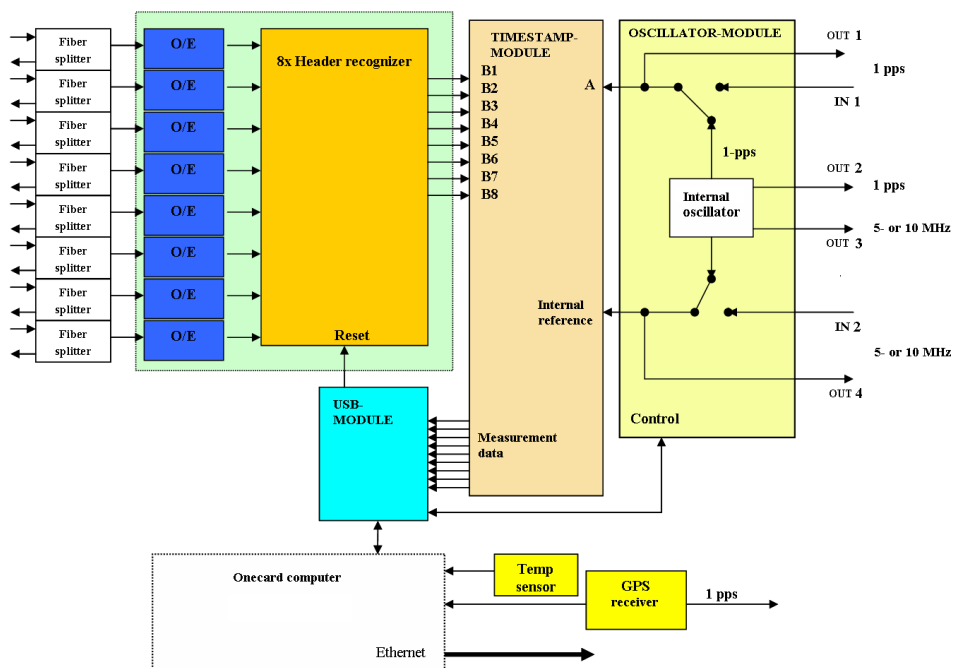 Fiber
splitter
Fiber
splitter
Fiber
splitter
Fiber
splitter
Fiber
splitter
Fiber
splitter
Fiber
splitter
Fiber
splitter
O/E
O/E
O/E
O/E
O/E
O/E
O/E
O/E
8x Header recognizer
Reset
TIMESTAMP-
MODULE
B1
B2
B3
B4
B5
B6
B7
B8
A
Internal
reference
Measurement
data
OSCILLATOR-MODULE
1-pps
Internal
oscillator
Control
OUT 1
1 pps
IN 1
OUT 2
1 pps
5- or 10 MHz
OUT 3
IN 2
5- or 10 MHz
OUT 4
USB-
MODULE
Onecard computer
Ethernet
Temp
sensor
GPS
receiver
1 pps